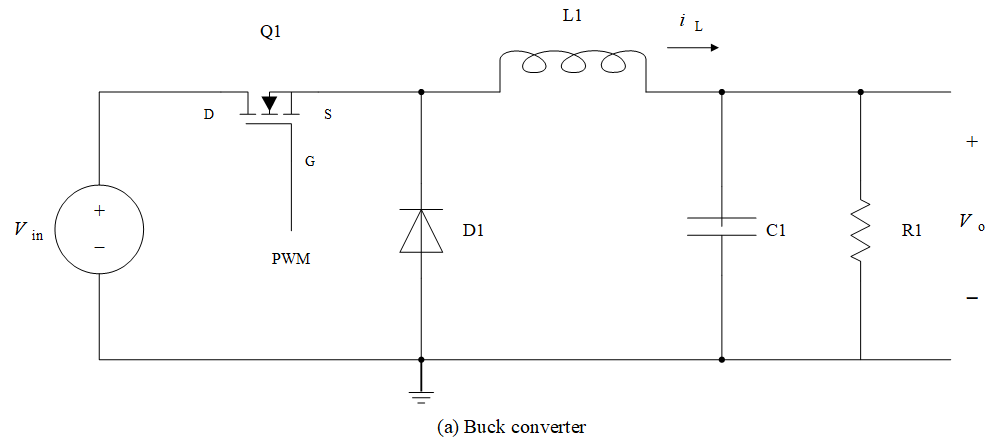 L1
i L
Q1
D
S
G
+
V in
−
PWM
D1
C1
R1
+
V o
−
(a) Buck converter